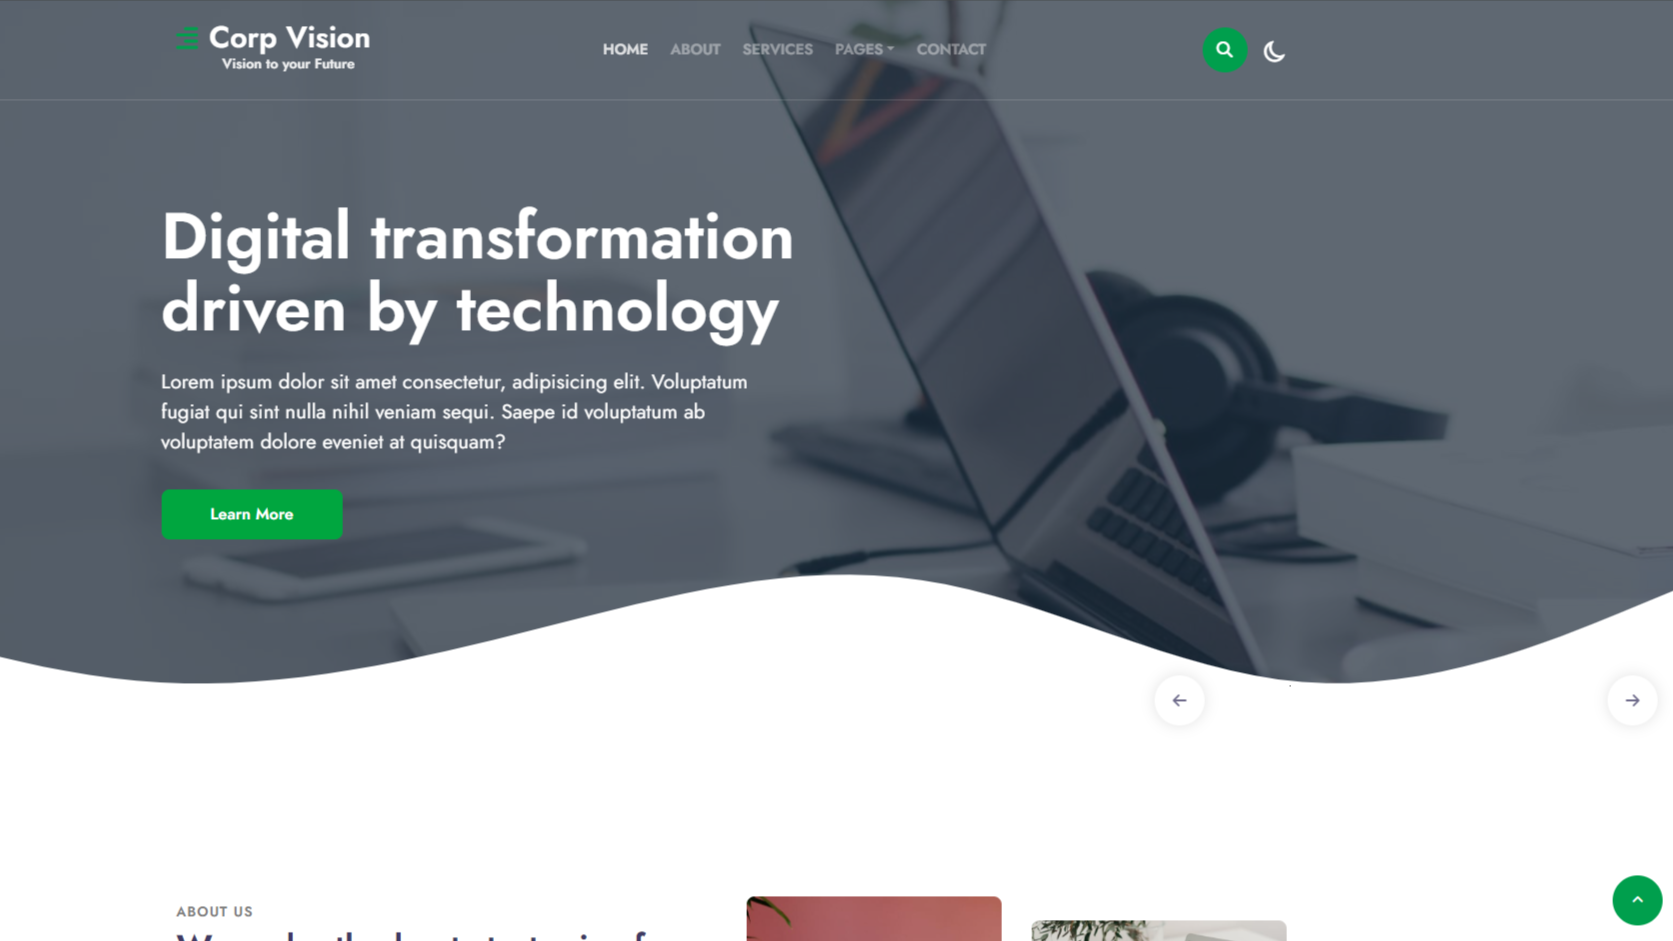 Corp Vision
Vision to your Future
HOME ABOUT SERVICES PAGES CONTACT
Digital transformation
driven by technology
Lorem ipsum dolor sit amet consectetur, adipisicing elit. Voluptatum
fugiat qui sint nulla nihil veniam sequi. Saepe id voluptatum ab
voluptatem dolore eveniet at quisquam?
Learn More
ABOUT US